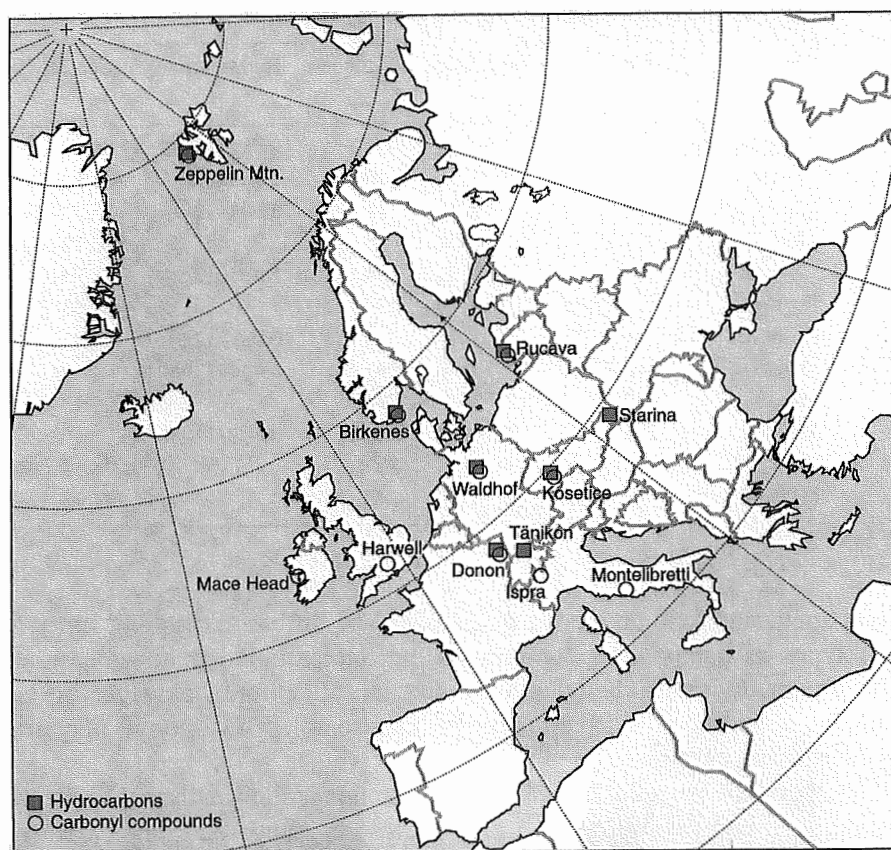 Zeppelin Mtn.
Rucava
Starina
Birkenes
Waldhof
Kosetice
Tänikon
Harwell
Donon
Mace Head
Montelibretti
Ispra
Hydrocarbons
Carbonyl compounds